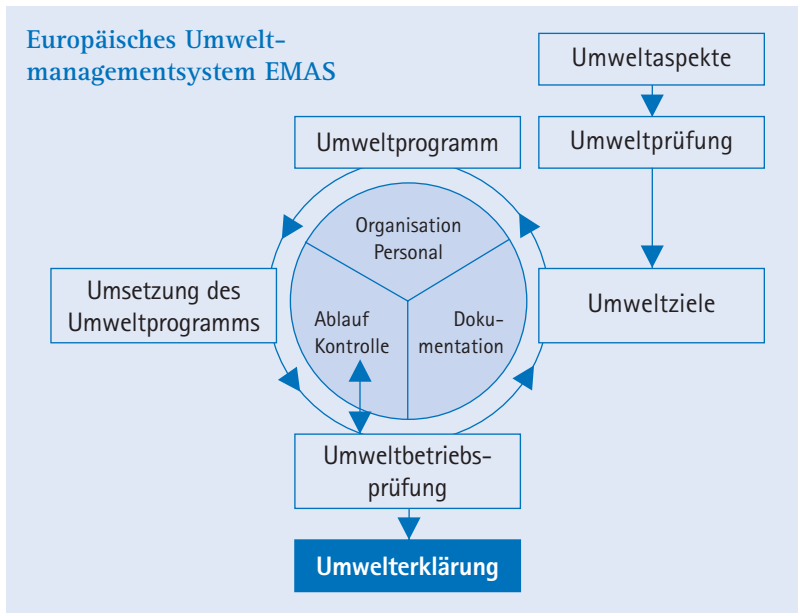 Europäisches Umwelt-
managementsystem EMAS
Umweltaspekte
Umweltprüfung
Umweltprogramm
Organisation
Personal
Umsetzung des
Umweltprogramms
Ablauf
Kontrolle
Doku-
mentation
Umweltziele
Umweltbetriebs-
prüfung
Umwelterklärung